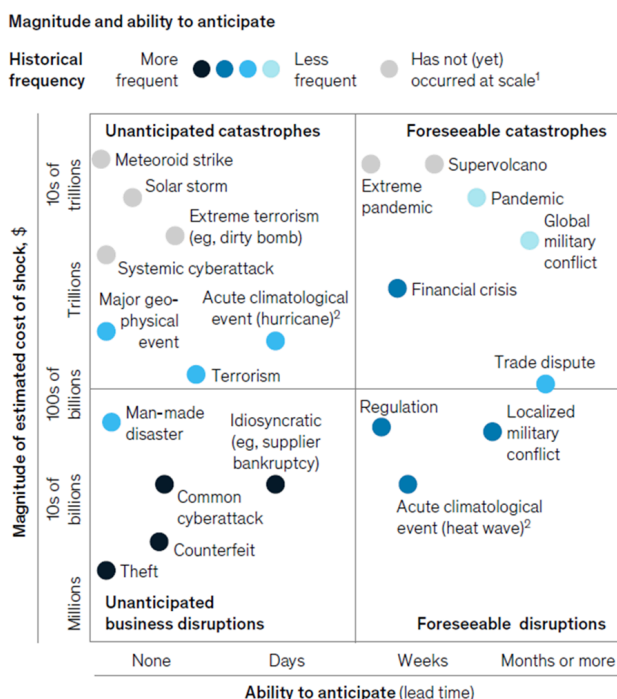 Magnitude and ability to anticipate
Historical frequency
More frequent
Less frequent
Has not (yet) occurred at scale¹
Magnitude of estimated cost of shock, $
10s of trillions
Trillions
100s of billions
10s of billions
Millions
Unanticipated catastrophes
Meteoroid strike
Solar storm
Extreme terrorism
(eg, dirty bomb)
Systemic cyberattack
Major geo-
physical
event
Acute climatological
event (hurricane)²
Terrorism
Foreseeable catastrophes
Extreme
pandemic
Supervolcano
Pandemic
Global
military
conflict
Financial crisis
Trade dispute
Man-made
disaster
Idiosyncratic
(eg, supplier
bankruptcy)
Common
cyberattack
Counterfeit
Theft
Unanticipated
business disruptions
Regulation
Localized
military
conflict
Acute climatological
event (heat wave)²
Foreseeable disruptions
None
Days
Weeks
Months or more
Ability to anticipate (lead time)